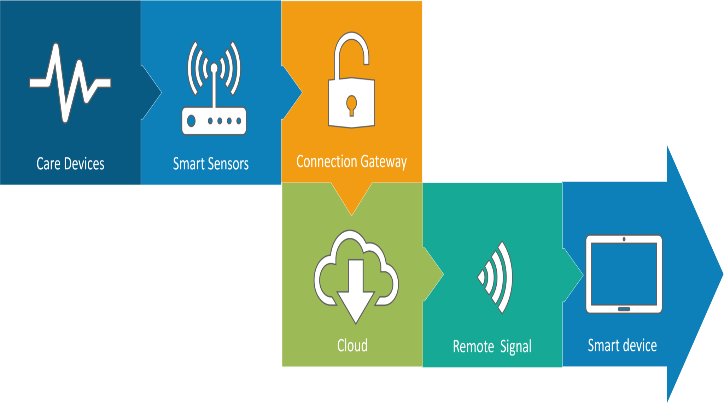 Care Devices
Smart Sensors
Connection Gateway
Cloud
Remote Signal
Smart device